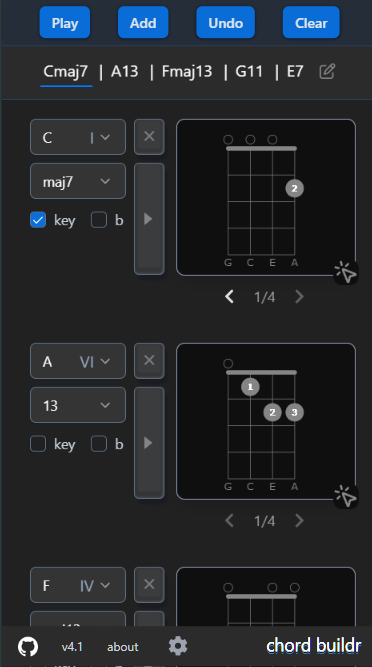 Play Add Undo Clear
Cmaj7 | A13 | Fmaj13 | G11 | E7
C I
maj7
key b
2
G C E A
1/4
A VI
13
key b
1
2 3
G C E A
1/4
F IV
v4.1 about chord buildr